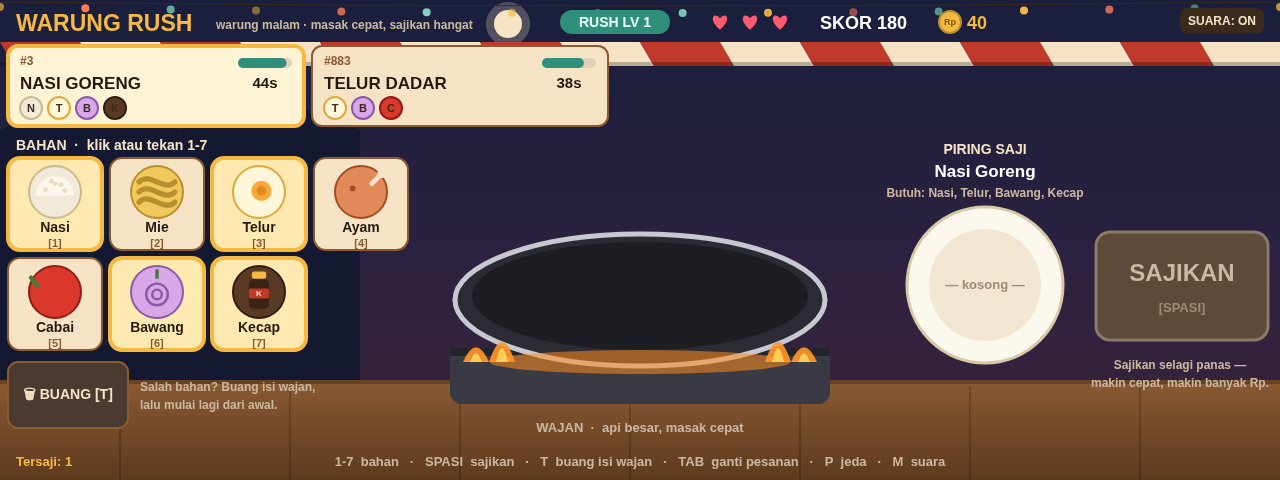 WARUNG RUSH
warung malam · masak cepat, sajikan hangat
RUSH LV 1
SKOR 180
Rp 40
SUARA: ON
#3
NASI GORENG
44s
N T B K
#883
TELUR DADAR
38s
T B C
BAHAN · klik atau tekan 1-7
Nasi
[1]
Mie
[2]
Telur
[3]
Ayam
[4]
Cabai
[5]
Bawang
[6]
K
Kecap
[7]
BUANG [T]
Salah bahan? Buang isi wajan,
lalu mulai lagi dari awal.
PIRING SAJI
Nasi Goreng
Butuh: Nasi, Telur, Bawang, Kecap
— kosong —
SAJIKAN
[SPASI]
Sajikan selagi panas —
makin cepat, makin banyak Rp.
WAJAN · api besar, masak cepat
Tersaji: 1
1-7 bahan · SPASI sajikan · T buang isi wajan · TAB ganti pesanan · P jeda · M suara